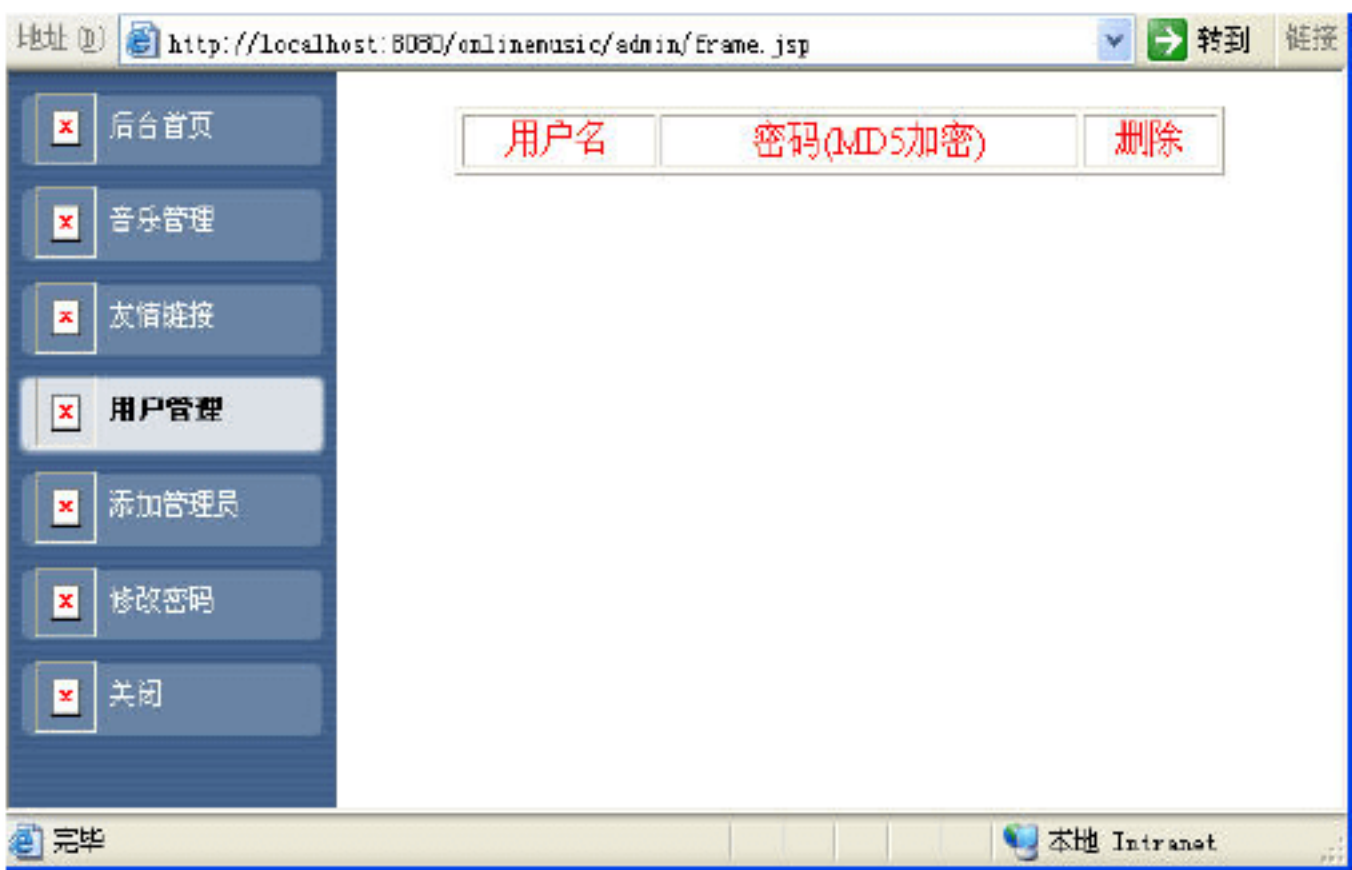 地址(D) http://localhost:8080/onlinemusic/admin/frame.jsp 转到 链接
后台首页
用户名 密码(MD5加密) 删除
音乐管理
友情链接
用户管理
添加管理员
修改密码
关闭
完毕 本地 Intranet